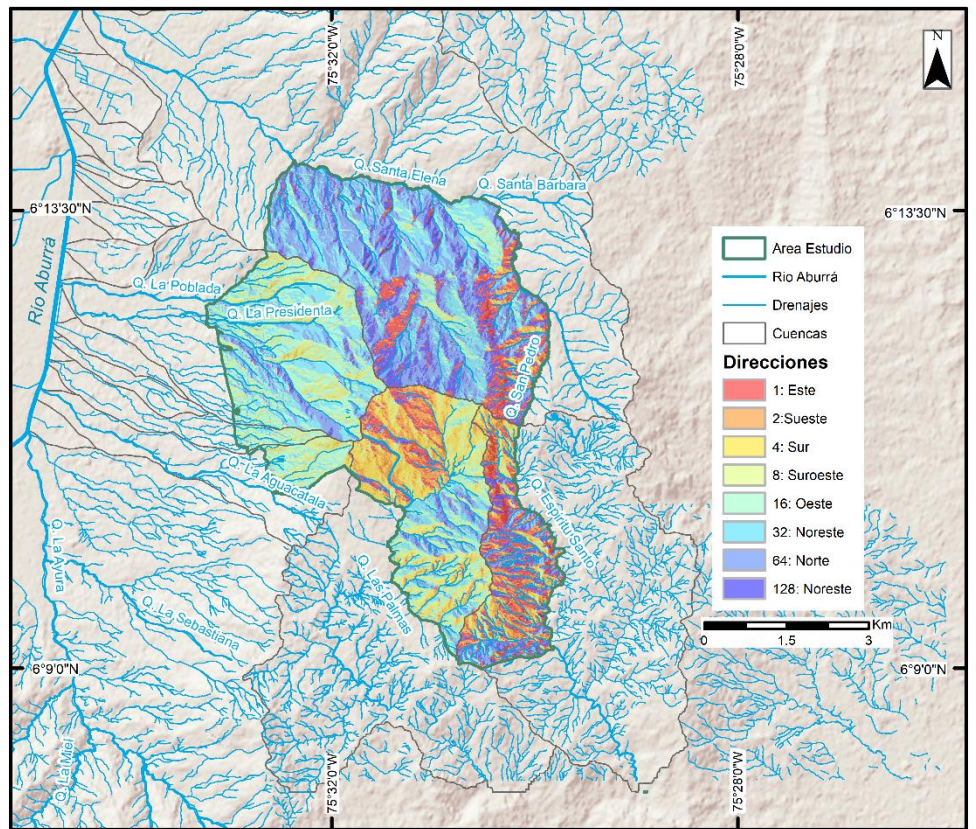 75°32'0"W
75°28'0"W
N
Q. Santa Elena
Q. Santa Barbara
6°13'30"N
6°13'30"N
Rio Aburrá
Q. La Poblada
Q. La Presidenta
Q. San Pedro
Q. La Aguacatala
Q. Espiritu Santo
Q. La Ayura
Q. Las Palmas
Q. La Sebastiana
Q. La Miel
6°9'0"N
6°9'0"N
75°32'0"W
75°28'0"W
Area Estudio
Rio Aburrá
Drenajes
Cuencas
Direcciones
1: Este
2:Sueste
4: Sur
8: Suroeste
16: Oeste
32: Noreste
64: Norte
128: Noreste
Km
0 1.5 3